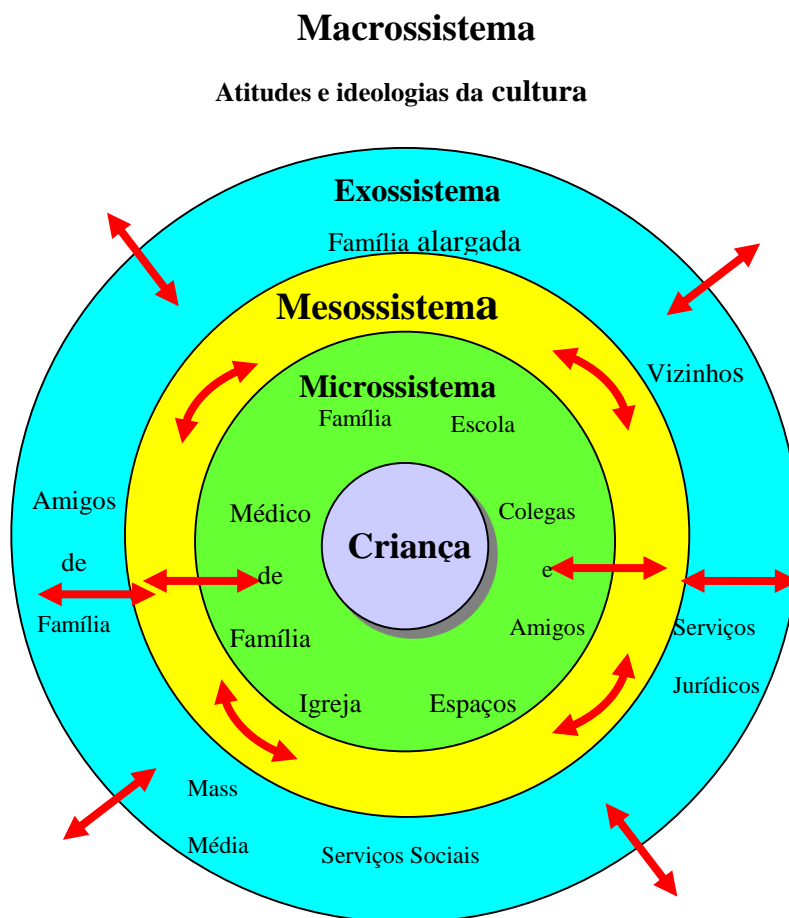 Macrossistema
Atitudes e ideologias da cultura
Exossistema
Família alargada
Mesossistema
Microssistema
Família
Escola
Vizinhos
Amigos
de
Família
Médico
de
Família
Criança
Colegas
e
Amigos
Serviços
Jurídicos
Igreja
Espaços
Mass
Média
Serviços Sociais